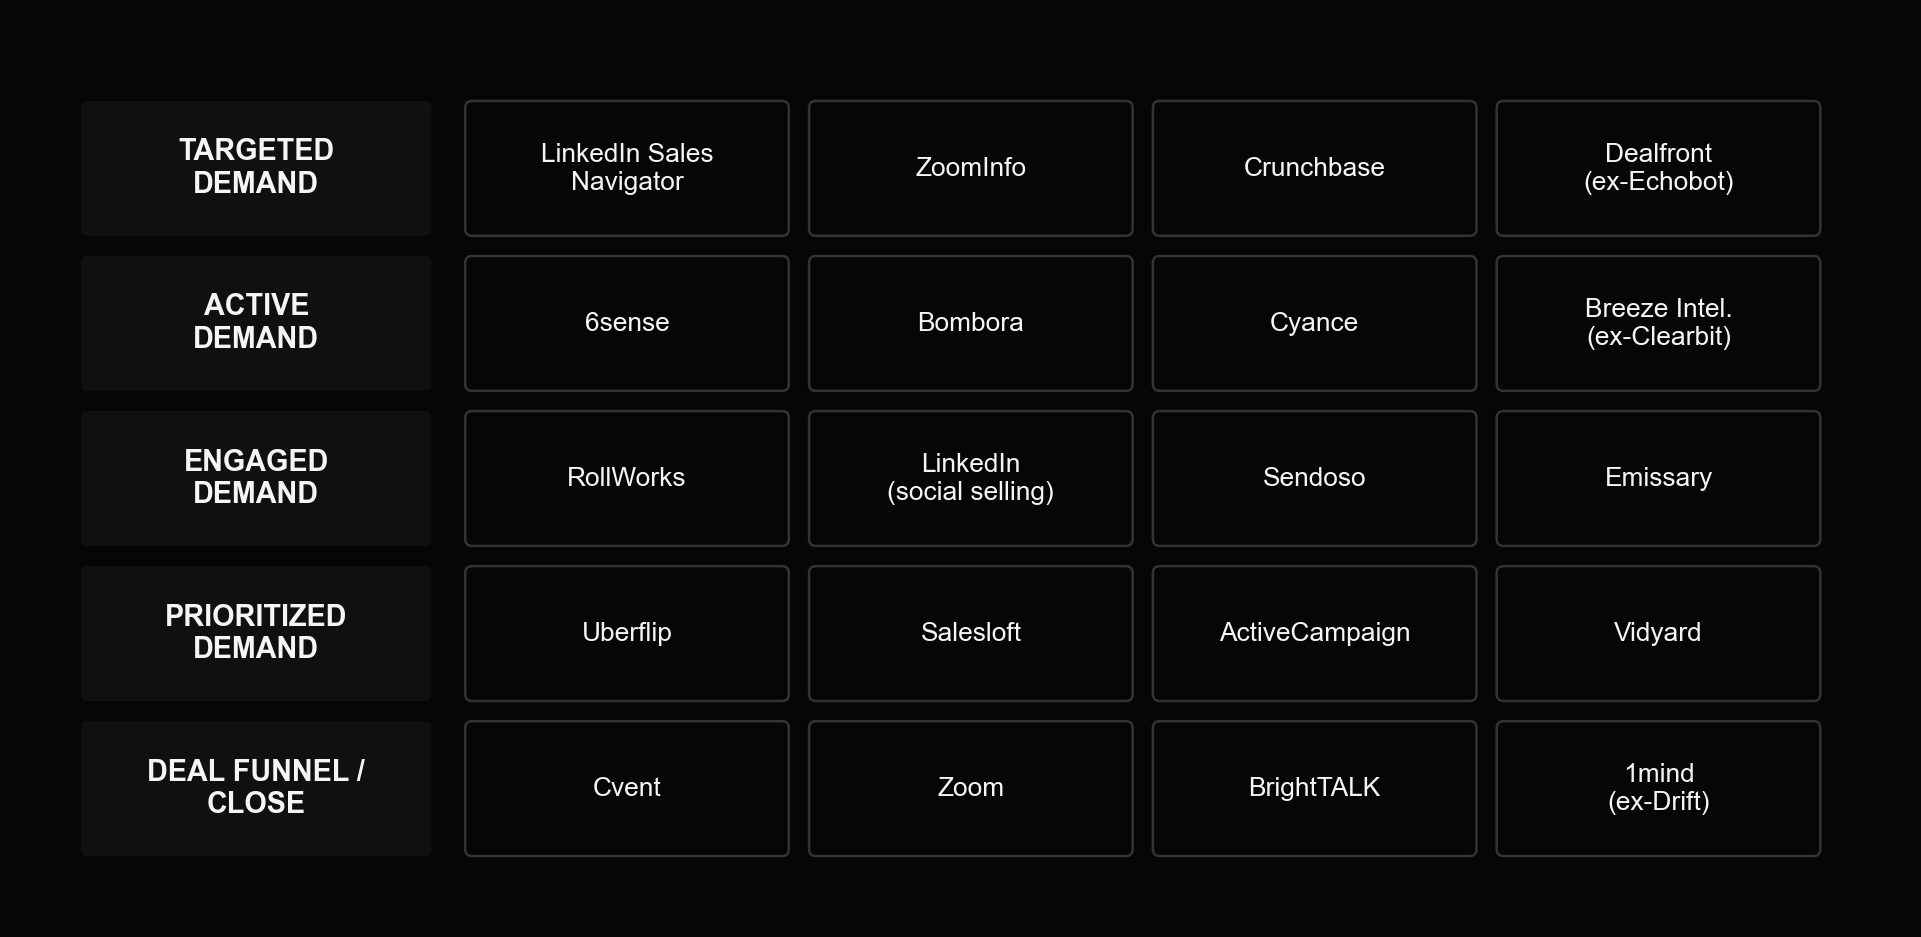 TARGETED
DEMAND
LinkedIn Sales
Navigator
ZoomInfo
Crunchbase
Dealfront
(ex-Echobot)
ACTIVE
DEMAND
6sense
Bombora
Cyance
Breeze Intel.
(ex-Clearbit)
ENGAGED
DEMAND
RollWorks
LinkedIn
(social selling)
Sendoso
Emissary
PRIORITIZED
DEMAND
Uberflip
Salesloft
ActiveCampaign
Vidyard
DEAL FUNNEL /
CLOSE
Cvent
Zoom
BrightTALK
1mind
(ex-Drift)